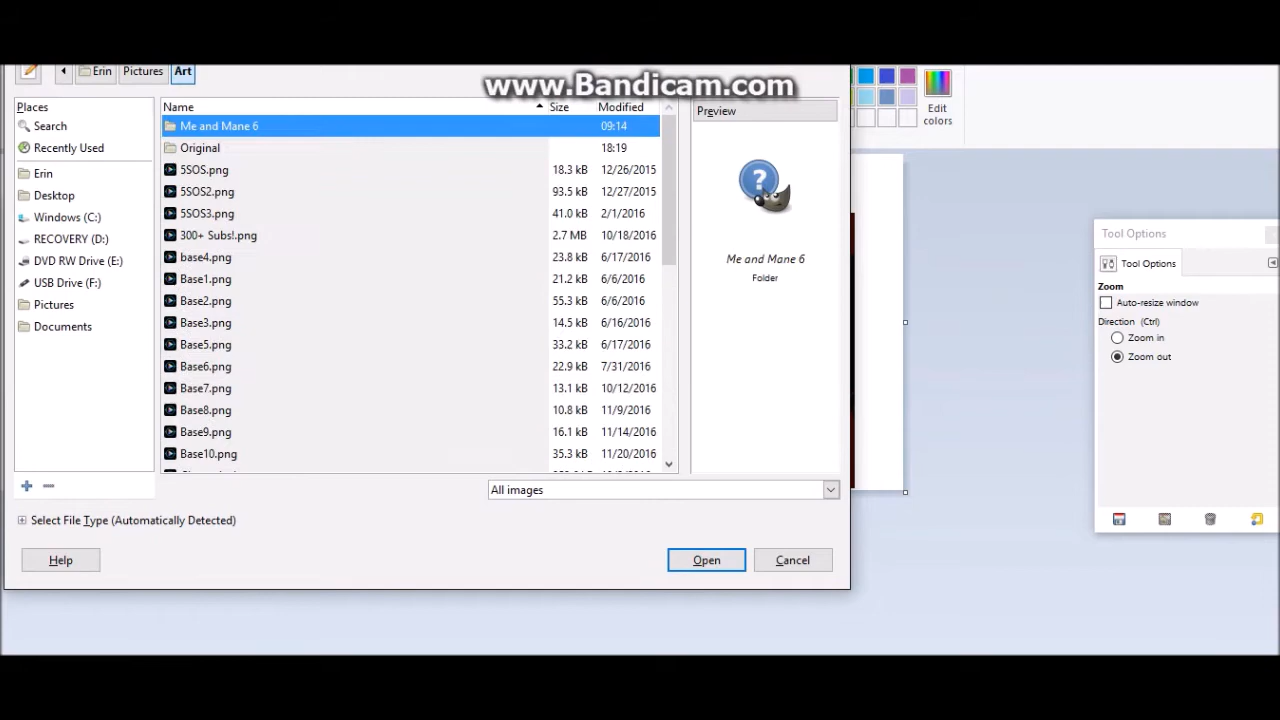 www.Bandicam.com
Erin Pictures Art
Places
Search
Recently Used
Erin
Desktop
Windows (C:)
RECOVERY (D:)
DVD RW Drive (E:)
USB Drive (F:)
Pictures
Documents
Name Size Modified
Me and Mane 6 09:14
Original 18:19
5SOS.png 18.3 kB 12/26/2015
5SOS2.png 93.5 kB 12/27/2015
5SOS3.png 41.0 kB 2/1/2016
300+ Subs!.png 2.7 MB 10/18/2016
base4.png 23.8 kB 6/17/2016
Base1.png 21.2 kB 6/6/2016
Base2.png 55.3 kB 6/6/2016
Base3.png 14.5 kB 6/16/2016
Base5.png 33.2 kB 6/17/2016
Base6.png 22.9 kB 7/31/2016
Base7.png 13.1 kB 10/12/2016
Base8.png 10.8 kB 11/9/2016
Base9.png 16.1 kB 11/14/2016
Base10.png 35.3 kB 11/20/2016
Preview
Me and Mane 6
Folder
All images
Select File Type (Automatically Detected)
Help
Open
Cancel
Edit
colors
Tool Options
Tool Options
Zoom
Auto-resize window
Direction (Ctrl)
Zoom in
Zoom out